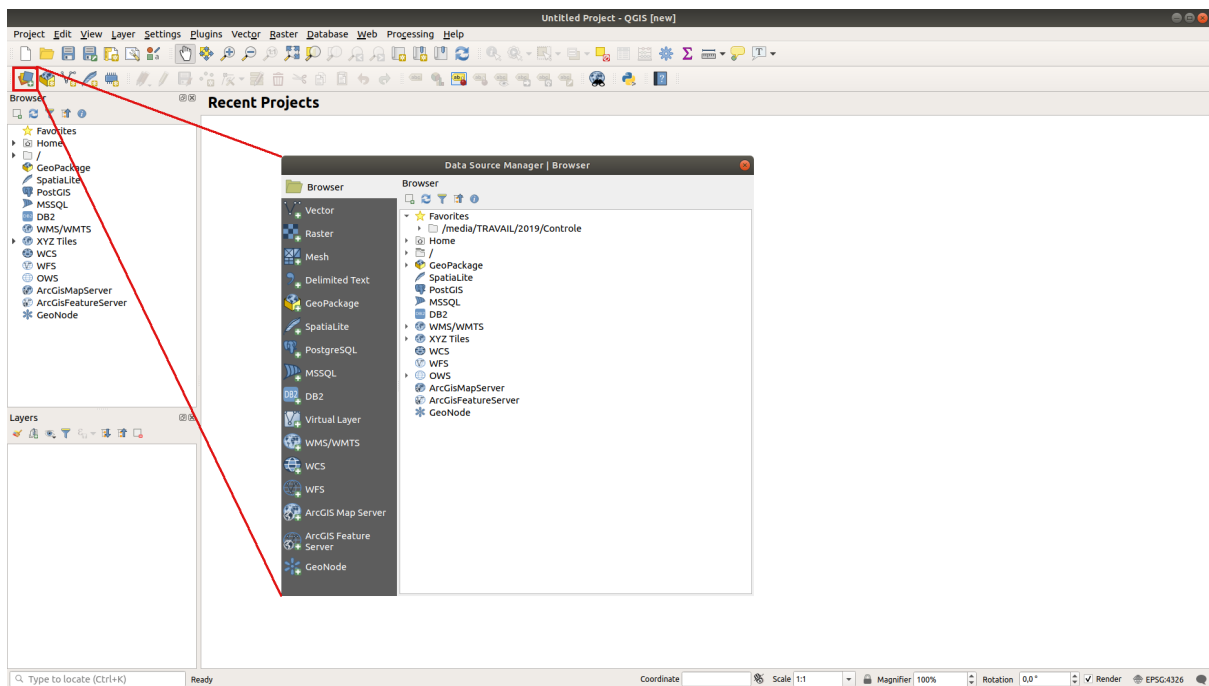 Untitled Project - QGIS [new]
Project Edit View Layer Settings Plugins Vector Raster Database Web Processing Help
Browser
Recent Projects
Favorites
Home
/
GeoPackage
SpatiaLite
PostGIS
MSSQL
DB2
WMS/WMTS
XYZ Tiles
WCS
WFS
OWS
ArcGisMapServer
ArcGisFeatureServer
GeoNode
Layers
Data Source Manager | Browser
Browser
Vector
Raster
Mesh
Delimited Text
GeoPackage
SpatiaLite
PostgreSQL
MSSQL
DB2
Virtual Layer
WMS/WMTS
WCS
WFS
ArcGIS Map Server
ArcGIS Feature
Server
GeoNode
Browser
Favorites
/media/TRAVAIL/2019/Controle
Home
/
GeoPackage
SpatiaLite
PostGIS
MSSQL
DB2
WMS/WMTS
XYZ Tiles
WCS
WFS
OWS
ArcGisMapServer
ArcGisFeatureServer
GeoNode
Type to locate (Ctrl+K) Ready Coordinate Scale 1:1 Magnifier 100% Rotation 0,0 ° Render EPSG:4326